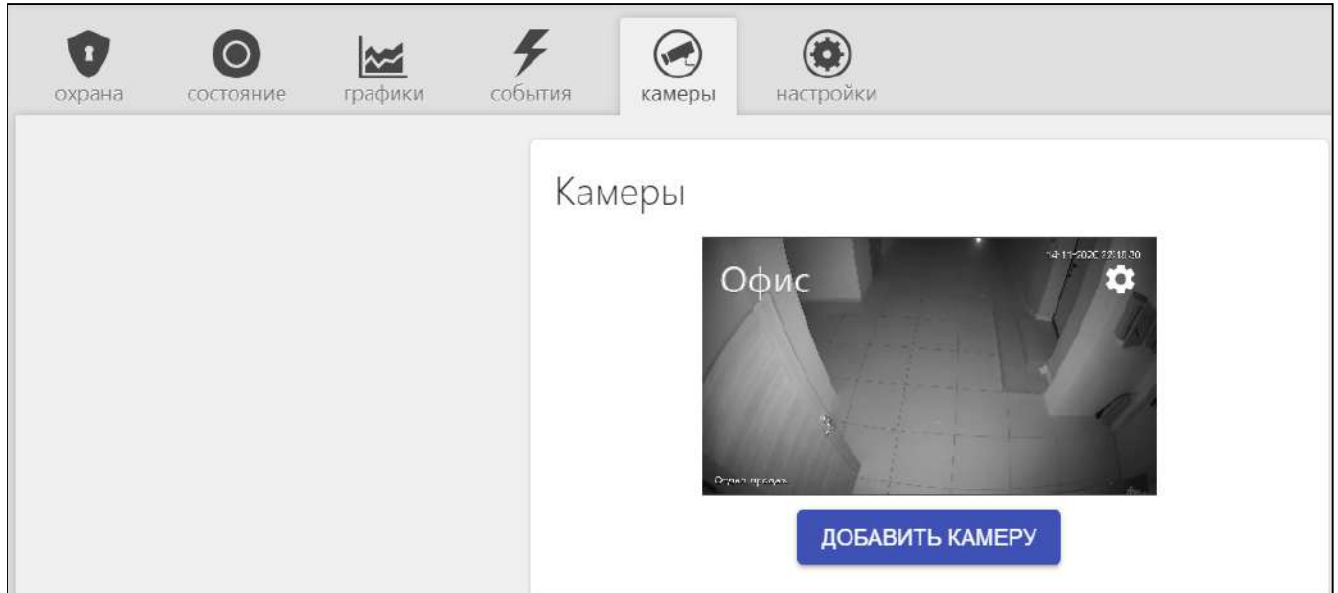 охрана
состояние
графики
события
камеры
настройки
Камеры
Офис
ДОБАВИТЬ КАМЕРУ